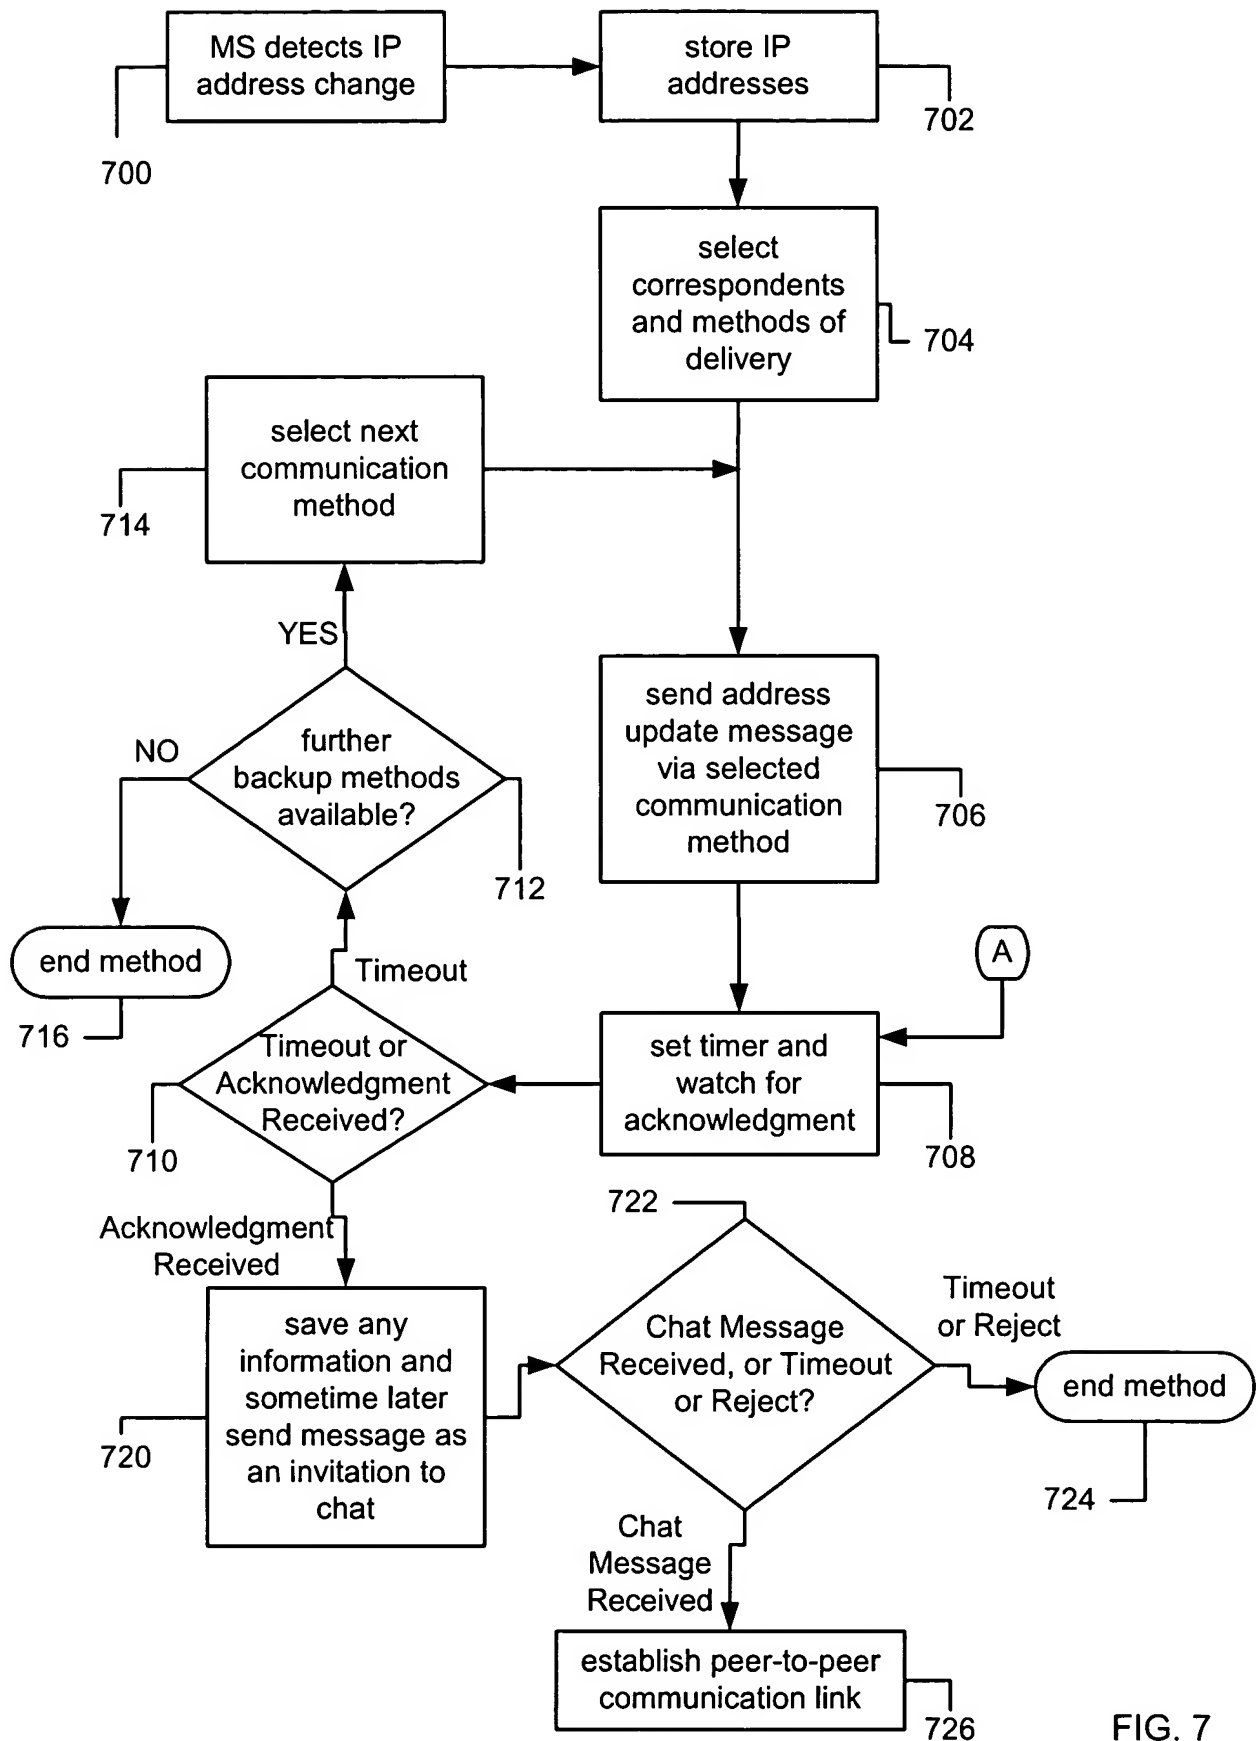 MS detects IP
address change
700
store IP
addresses
702
select
correspondents
and methods of
delivery
704
select next
communication
method
714
YES
further
backup methods
available?
NO
712
end method
716
send address
update message
via selected
communication
method
706
A
set timer and
watch for
acknowledgment
708
Timeout
Timeout or
Acknowledgment
Received?
710
Acknowledgment
Received
save any
information and
sometime later
send message as
an invitation to
chat
720
722
Chat Message
Received, or Timeout
or Reject?
Timeout
or Reject
end method
724
Chat
Message
Received
establish peer-to-peer
communication link
726
FIG. 7